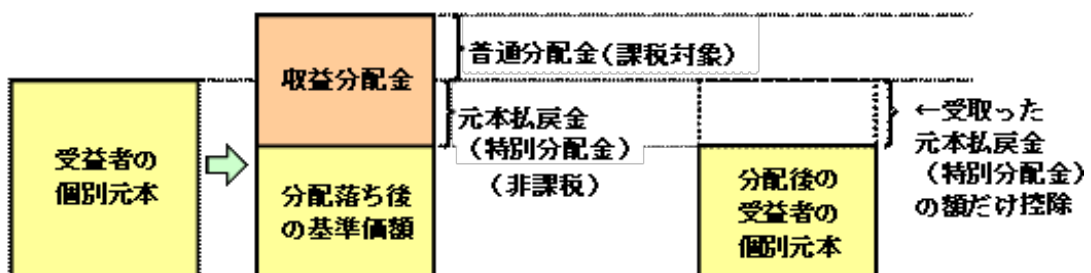 受益者の
個別元本
収益分配金
分配落ち後
の基準価額
普通分配金(課税対象)
元本払戻金
(特別分配金)
(非課税)
分配後の
受益者の
個別元本
←受取った
元本払戻金
(特別分配金)
の額だけ控除